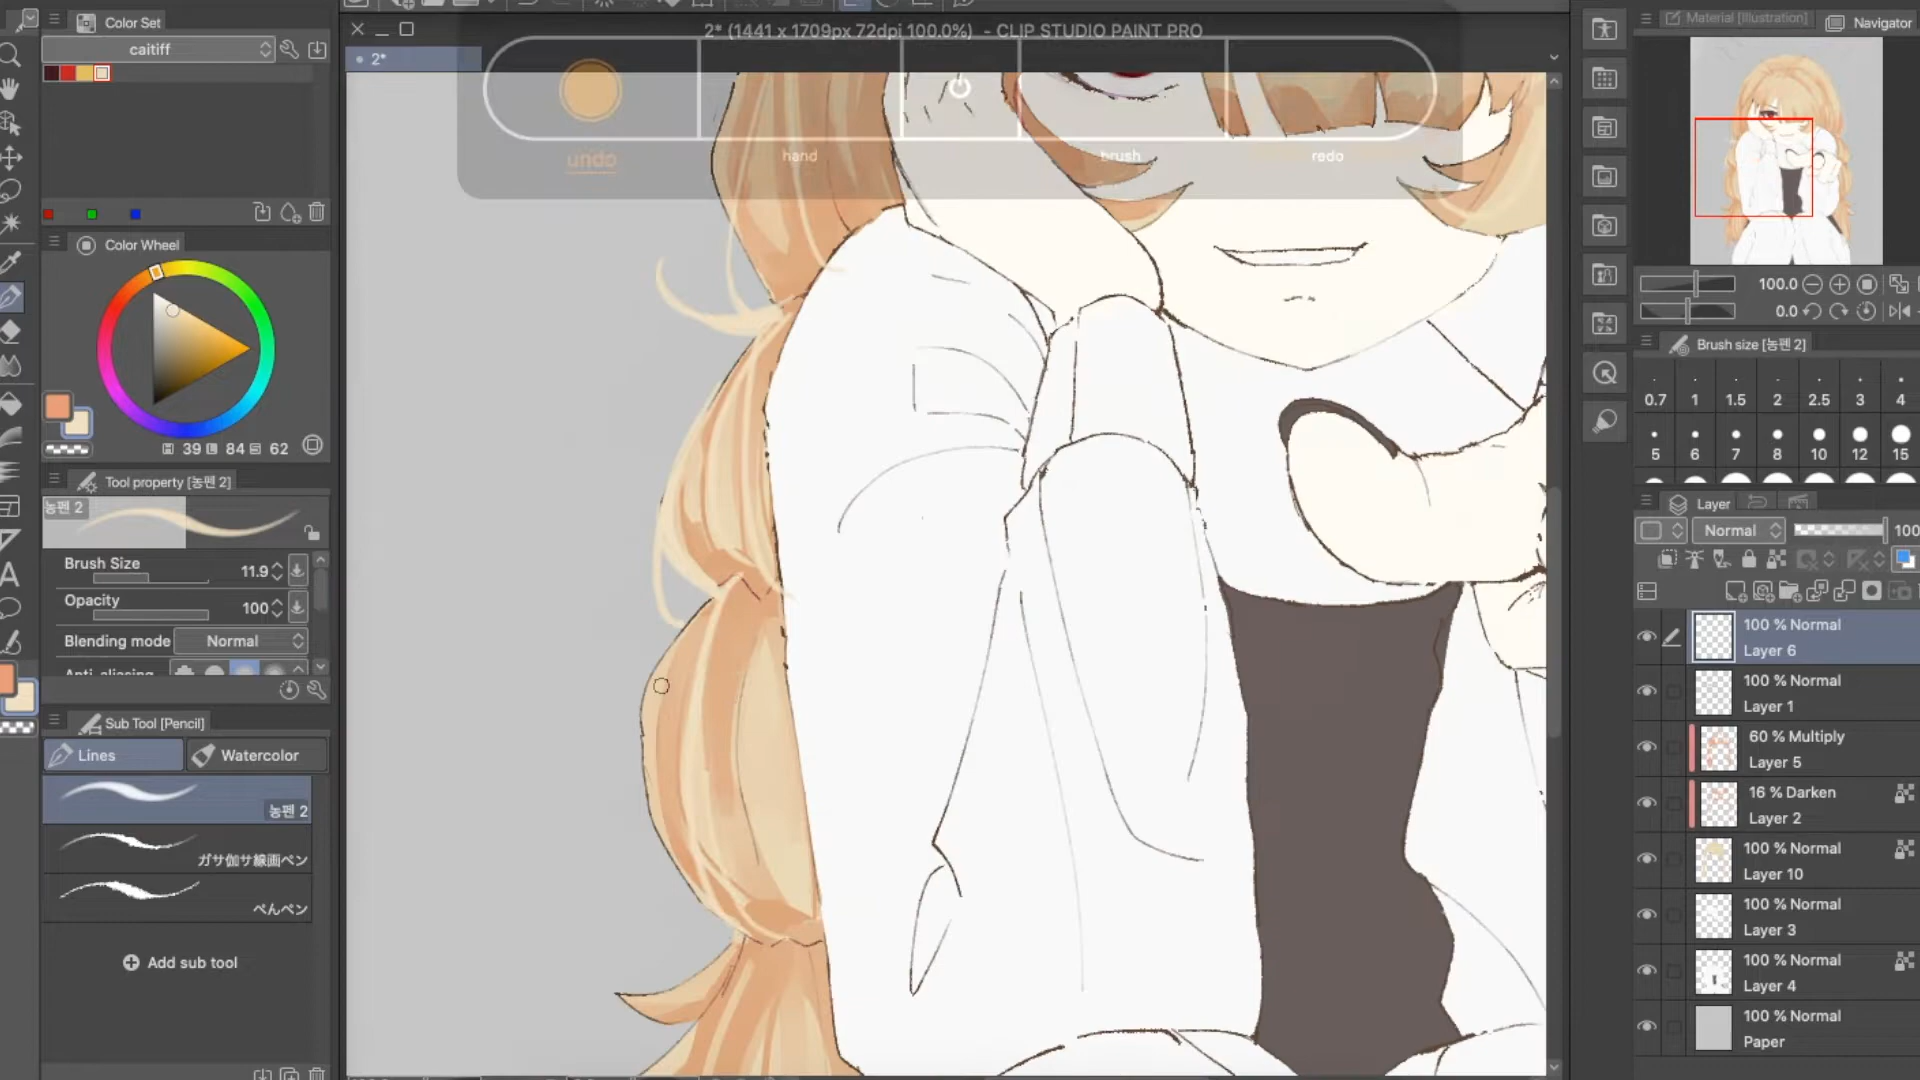 Color Set
caitiff
2* (1441 x 1709px 72dpi 100.0%) - CLIP STUDIO PAINT PRO
2*
undo
hand
brush
redo
Color Wheel
39 84 62
Tool property [농펜 2]
농펜 2
Brush Size 11.9
Opacity 100
Blending mode Normal
Anti-aliasing
Sub Tool [Pencil]
Lines
Watercolor
농펜 2
ガサ伽サ線画ペン
ぺんペン
Add sub tool
Material [Illustration]
Navigator
100.0
0.0
Brush size [농펜 2]
0.7 1 1.5 2 2.5 3 4
5 6 7 8 10 12 15
Layer
Normal 100
100 % Normal
Layer 6
100 % Normal
Layer 1
60 % Multiply
Layer 5
16 % Darken
Layer 2
100 % Normal
Layer 10
100 % Normal
Layer 3
100 % Normal
Layer 4
100 % Normal
Paper